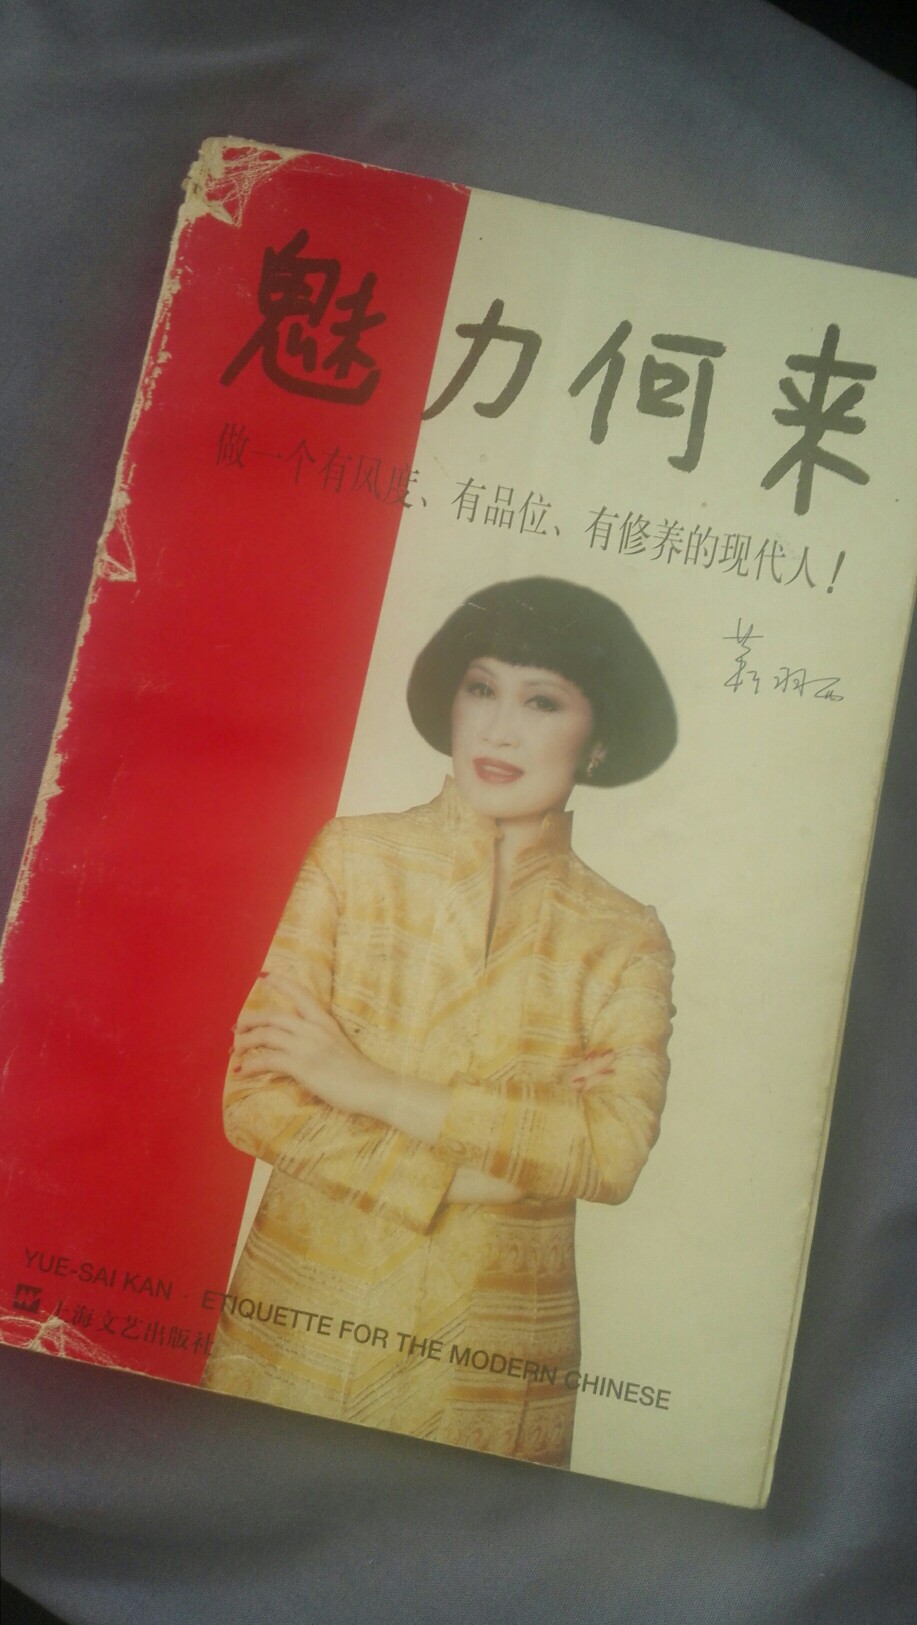 魅力何来
做一个有风度、有品位、有修养的现代人!
靳羽西
YUE-SAI KAN · ETIQUETTE FOR THE MODERN CHINESE
上海文艺出版社